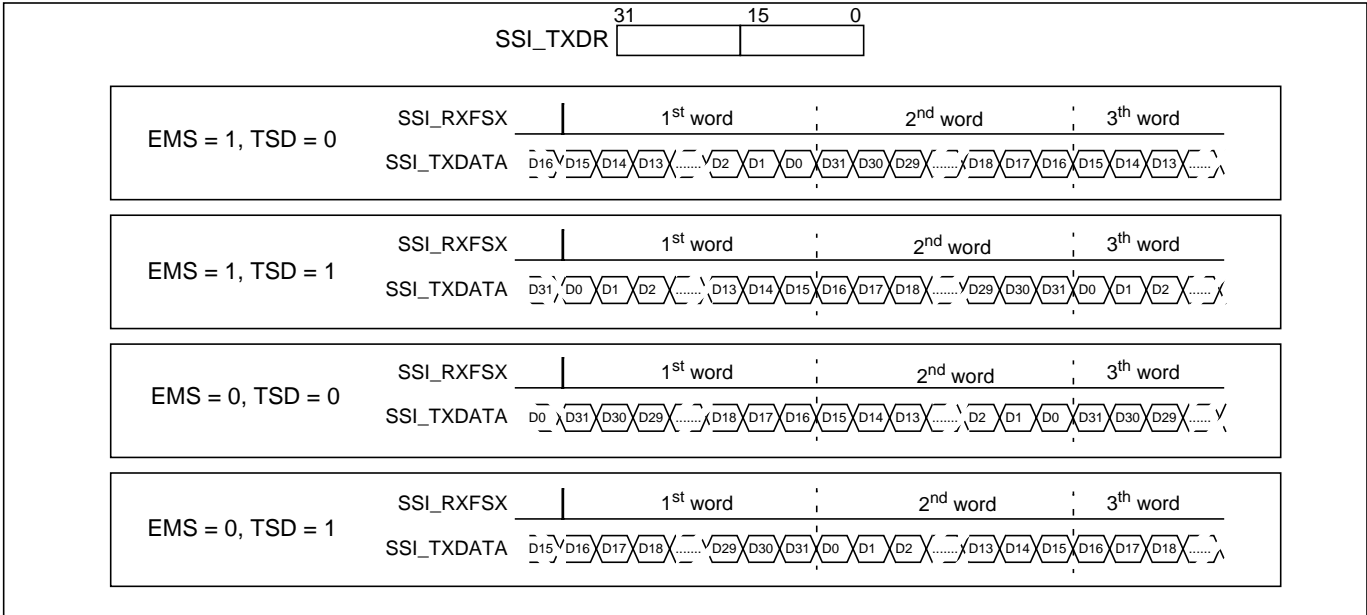 31 15 0
SSI_TXDR
EMS = 1, TSD = 0
SSI_RXFSX 1st word 2nd word 3th word
SSI_TXDATA D16 D15 D14 D13 ....... D2 D1 D0 D31 D30 D29 ....... D18 D17 D16 D15 D14 D13 ......
EMS = 1, TSD = 1
SSI_RXFSX 1st word 2nd word 3th word
SSI_TXDATA D31 D0 D1 D2 ....... D13 D14 D15 D16 D17 D18 ....... D29 D30 D31 D0 D1 D2 ......
EMS = 0, TSD = 0
SSI_RXFSX 1st word 2nd word 3th word
SSI_TXDATA D0 D31 D30 D29 ....... D18 D17 D16 D15 D14 D13 ....... D2 D1 D0 D31 D30 D29 ......
EMS = 0, TSD = 1
SSI_RXFSX 1st word 2nd word 3th word
SSI_TXDATA D15 D16 D17 D18 ....... D29 D30 D31 D0 D1 D2 ....... D13 D14 D15 D16 D17 D18 ......